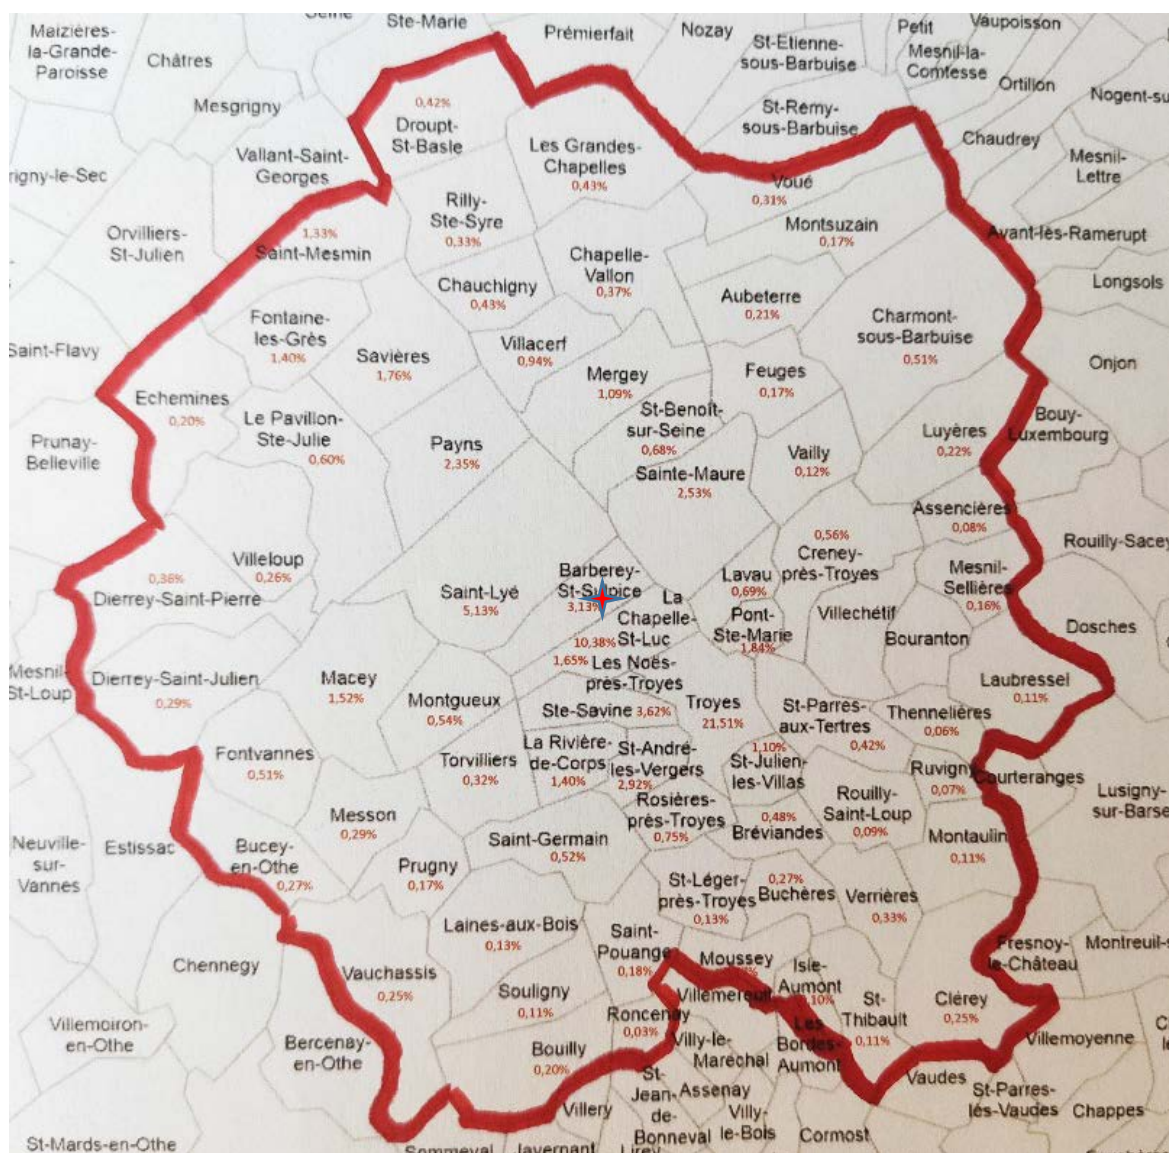 Ste-Marie
Maizières-
la-Grande-
Paroisse
Châtres
Mesgrigny
Prémierfait
Nozay
St-Etienne-
sous-Barbuise
Petit
Mesnil-la-
Comtesse
Vaupoisson
Ortillon
Nogent-su
0,42%
Droupt-
St-Basle
Les Grandes-
Chapelles
0,43%
St-Remy-
sous-Barbuise
Chaudrey
Mesnil-
Lettre
rigny-le-Sec
Vallant-Saint-
Georges
Voué
0,31%
Orvilliers-
St-Julien
1,33%
Saint-Mesmin
Rilly-
Ste-Syre
0,33%
Montsuzain
0,17%
Avant-lès-Ramerupt
Chapelle-
Vallon
0,37%
Longsols
Chauchigny
0,43%
Aubeterre
0,21%
Charmont-
sous-Barbuise
0,51%
Saint-Flavy
Fontaine-
les-Grès
1,40%
Savières
1,76%
Villacerf
0,94%
Mergey
1,09%
Feuges
0,17%
Onjon
Echemines
0,20%
Le Pavillon-
Ste-Julie
0,60%
St-Benoît-
sur-Seine
0,68%
Bouy-
Luxembourg
Prunay-
Belleville
Payns
2,35%
Sainte-Maure
2,53%
Vailly
0,12%
Luyères
0,22%
Assencières
0,08%
Rouilly-Sacey
0,56%
Creney-
près-Troyes
Villeloup
0,26%
0,36%
Dierrey-Saint-Pierre
Saint-Lyé
5,13%
Barberey-
St-Sulpice
3,13%
Lavau
0,69%
Mesnil-
Sellières
0,16%
La
Chapelle-
St-Luc
10,38%
Pont-
Ste-Marie
1,84%
Villechétif
Bouranton
Dosches
Mesnil-
St-Loup
Dierrey-Saint-Julien
0,29%
Macey
1,52%
Montgueux
0,54%
1,65%
Les Noës-
près-Troyes
Laubressel
0,11%
Ste-Savine 3,62%
Troyes
21,51%
St-Parres-
aux-Tertres
0,42%
Thennelières
0,06%
Fontvannes
0,51%
Torvilliers
0,32%
La Rivière-
de-Corps
1,40%
St-André-
les-Vergers
2,92%
1,10%
St-Julien-
les-Villas
Ruvigny
0,07%
Courteranges
Lusigny-
sur-Barse
Messon
0,29%
Rosières-
près-Troyes
0,75%
0,48%
Bréviandes
Rouilly-
Saint-Loup
0,09%
Montaulin
0,11%
Neuville-
sur-
Vannes
Estissac
Bucey-
en-Othe
0,27%
Prugny
0,17%
Saint-Germain
0,52%
St-Léger-
près-Troyes
0,13%
0,27%
Buchères
Verrières
0,33%
Laines-aux-Bois
0,13%
Chennegy
Vauchassis
0,25%
Saint-
Pouange
0,18%
Moussey
Isle-
Aumont
Fresnoy-
le-Château
Montreuil-s
Souligny
0,11%
Villemereuil
St-
Thibault
0,11%
Clérey
0,25%
Villemoiron-
en-Othe
Bercenay-
en-Othe
Roncenay
0,03%
Villy-le-
Maréchal
Les
Bordes-
Aumont
Villemoyenne
Bouilly
0,20%
Vaudes
St-Parres-
lès-Vaudes
Chappes
Villery
St-
Jean-
de-
Bonneval
Assenay
Villy-
le-Bois
Cormost
St-Mards-en-Othe
Sommeval
Javernant
Lirey